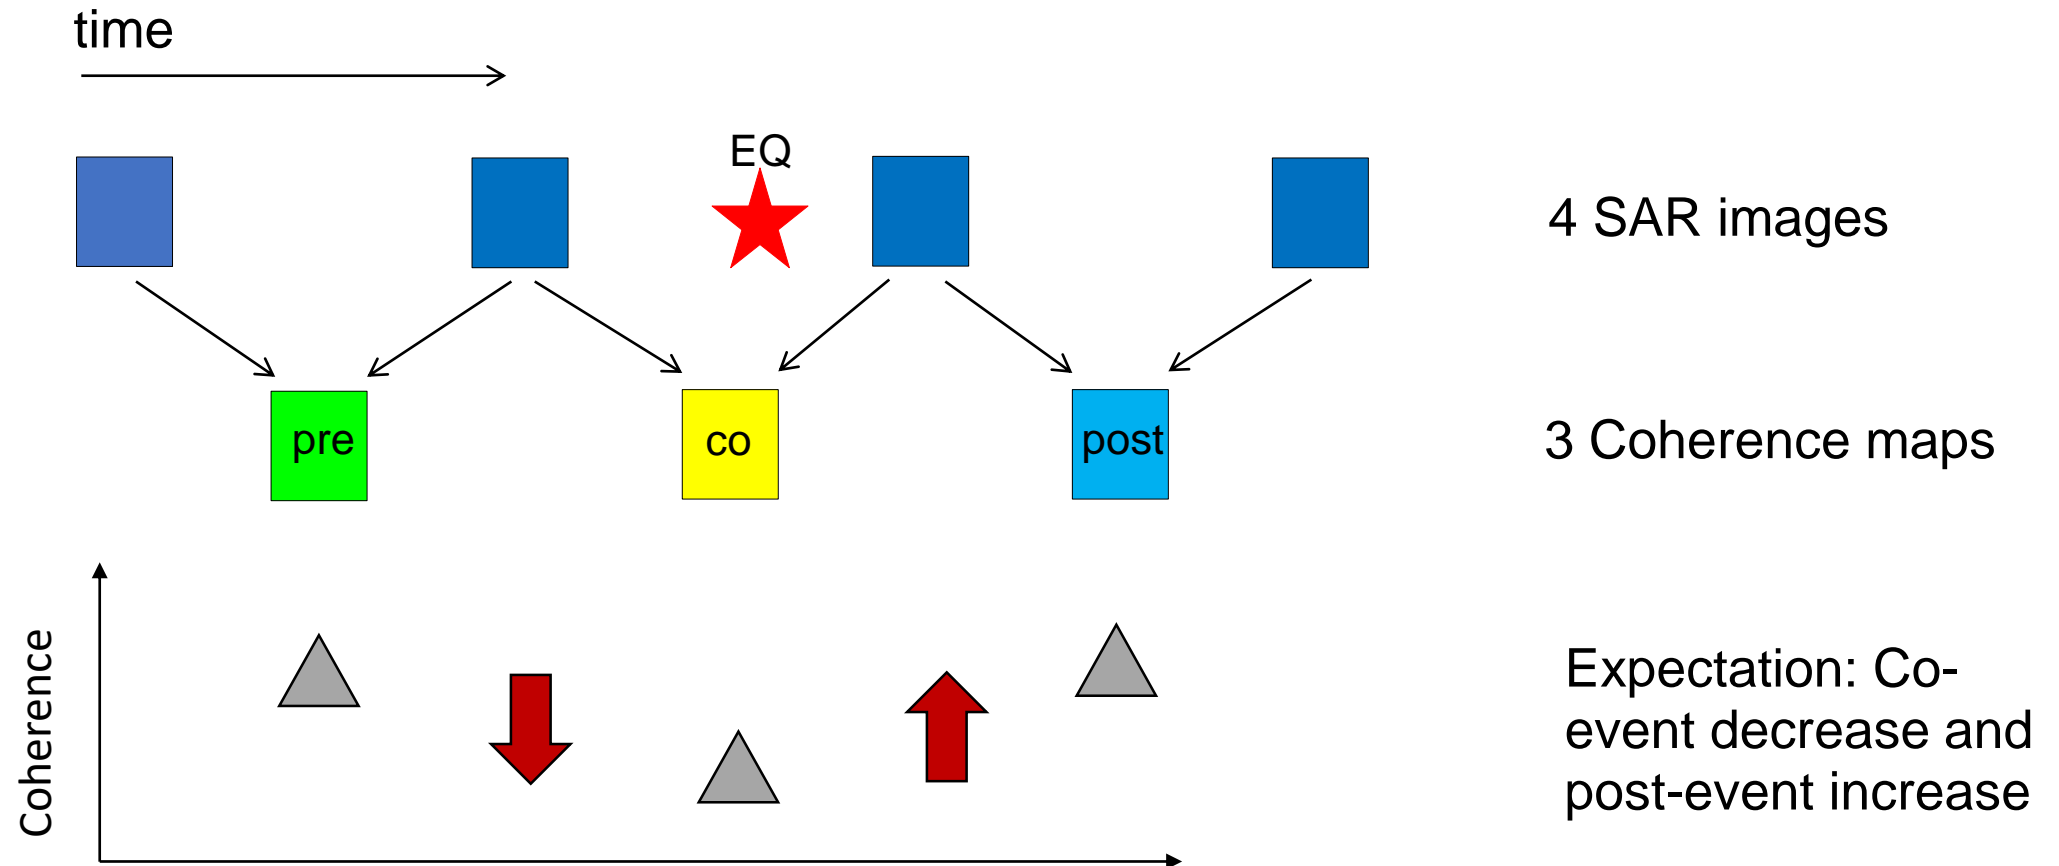 time
EQ
4 SAR images
pre
co
post
3 Coherence maps
Coherence
Expectation: Co-
event decrease and
post-event increase